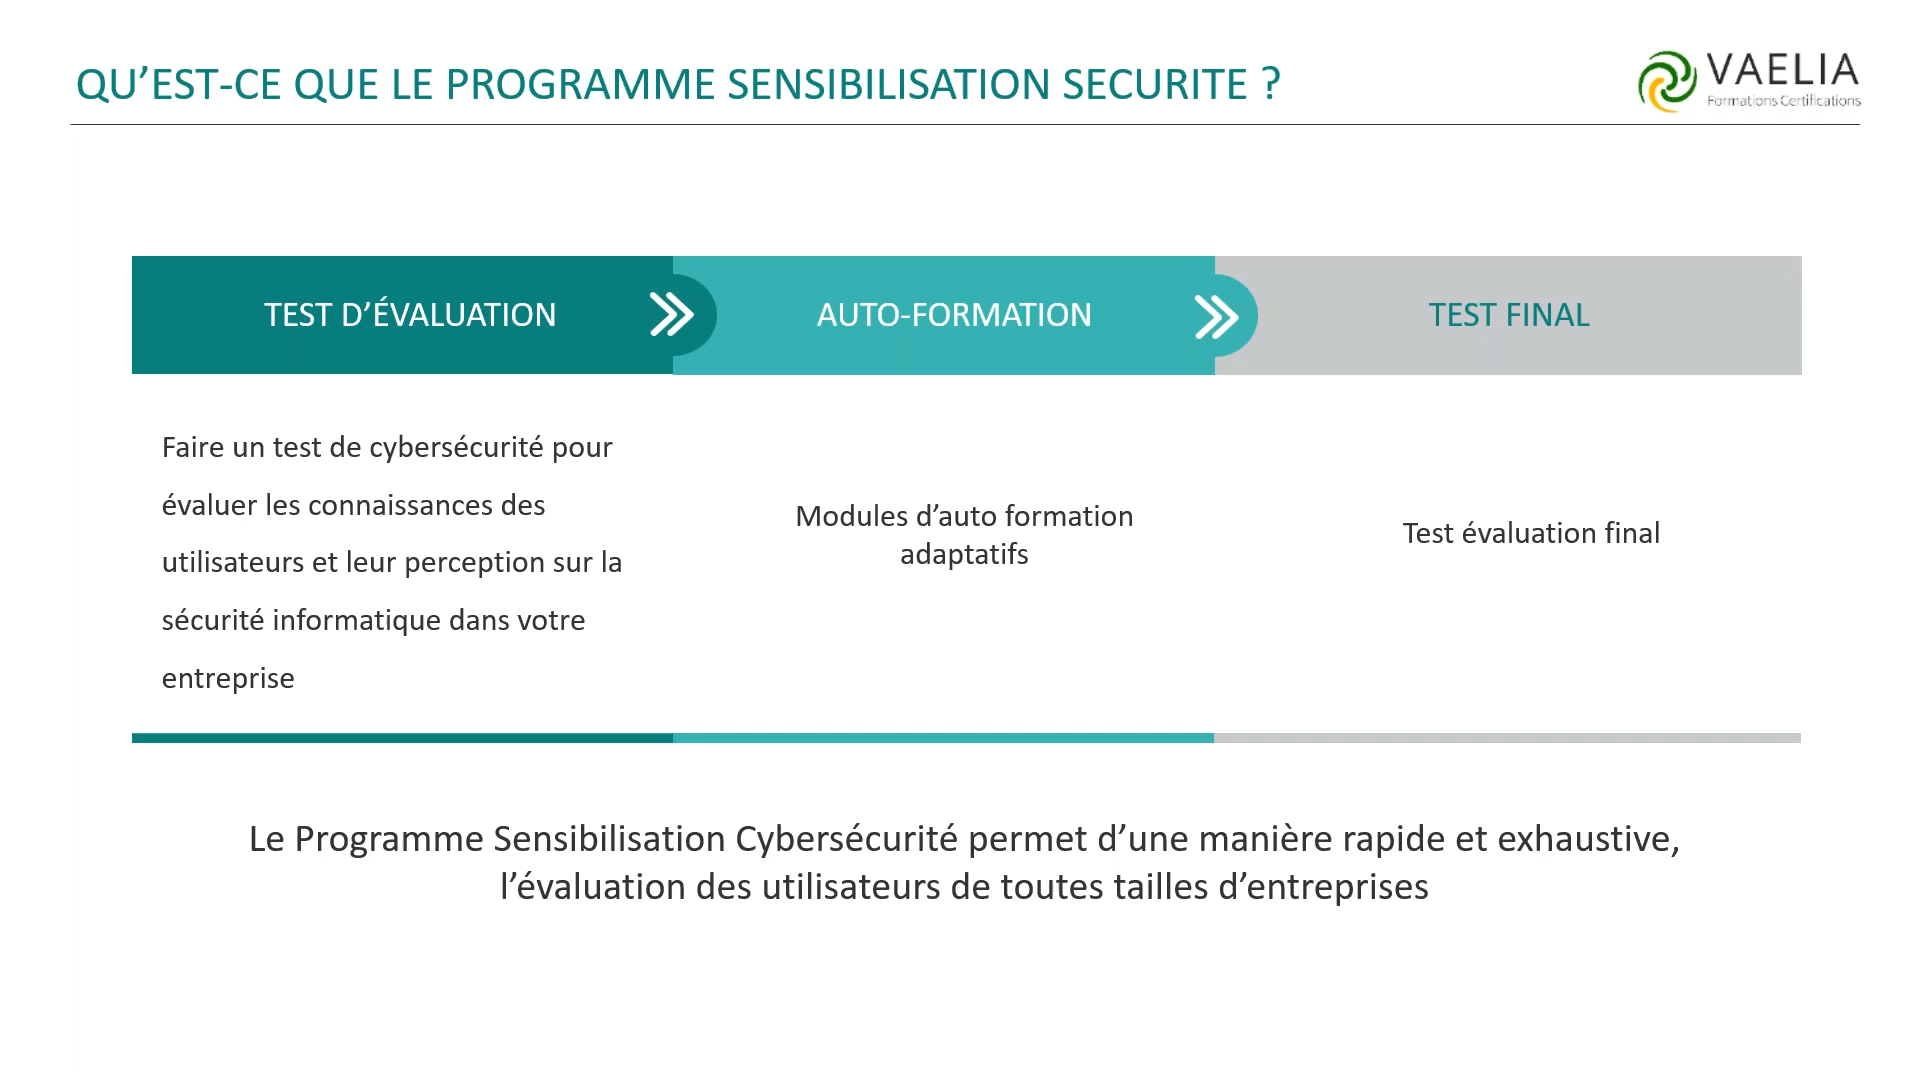 QU’EST-CE QUE LE PROGRAMME SENSIBILISATION SECURITE ?
VAELIA
Formations Certifications
TEST D’ÉVALUATION
AUTO-FORMATION
TEST FINAL
Faire un test de cybersécurité pour
évaluer les connaissances des
utilisateurs et leur perception sur la
sécurité informatique dans votre
entreprise
Modules d’auto formation
adaptatifs
Test évaluation final
Le Programme Sensibilisation Cybersécurité permet d’une manière rapide et exhaustive,
l’évaluation des utilisateurs de toutes tailles d’entreprises